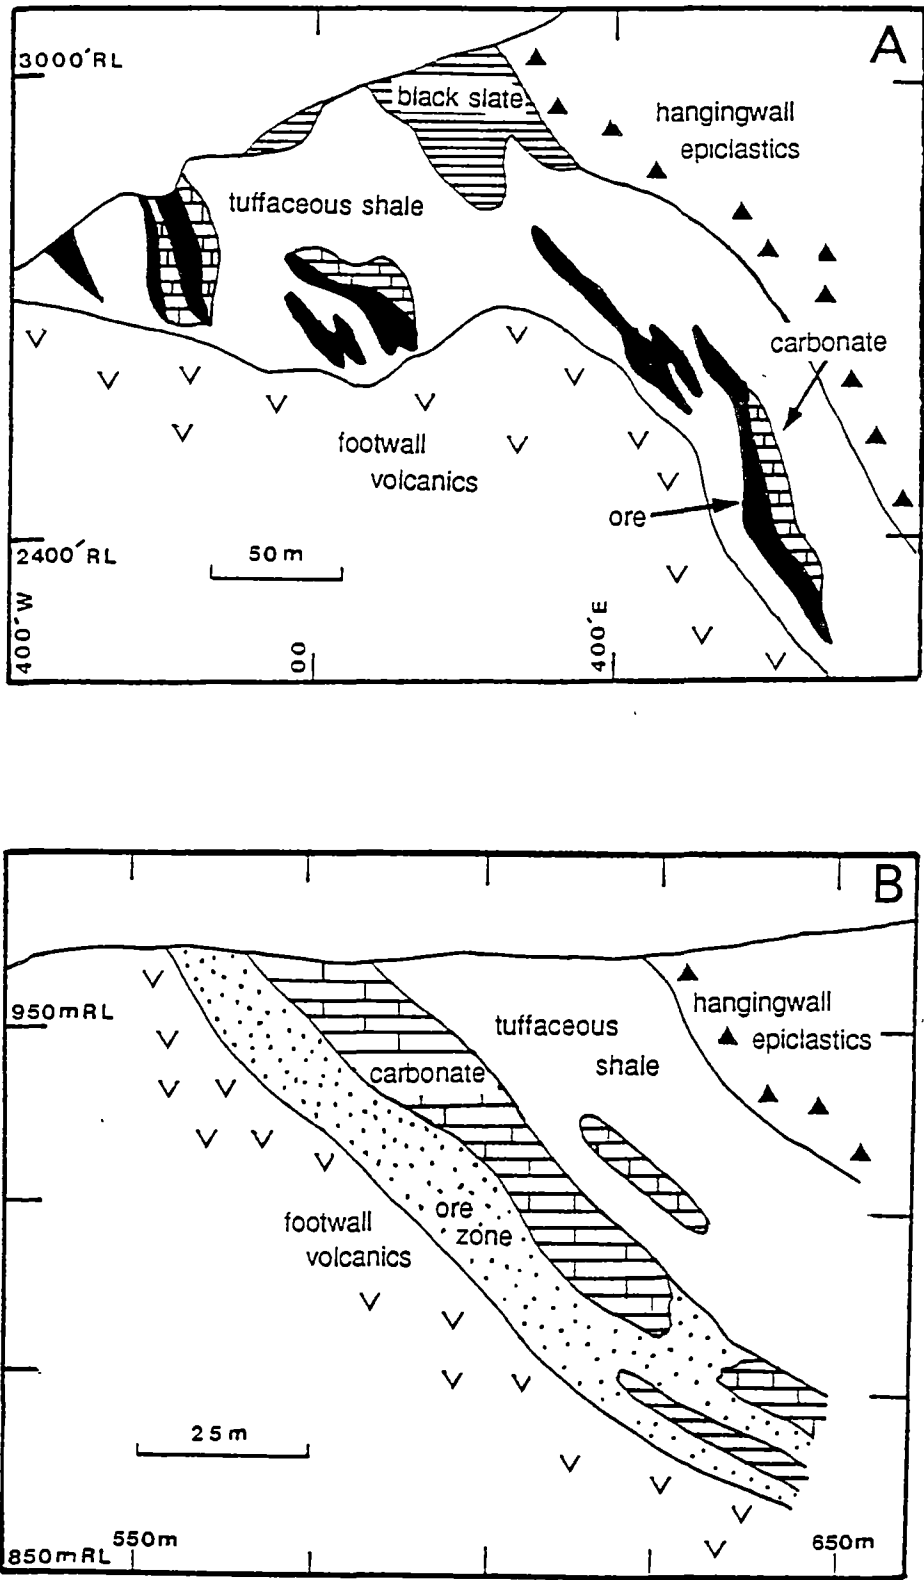 A
3000′RL
black slate
hangingwall
epiclastics
tuffaceous shale
carbonate
footwall
volcanics
ore
2400′RL
50 m
400′W
00
400′E
B
950mRL
hangingwall
epiclastics
tuffaceous
shale
carbonate
ore
zone
footwall
volcanics
25m
550m
650m
850mRL